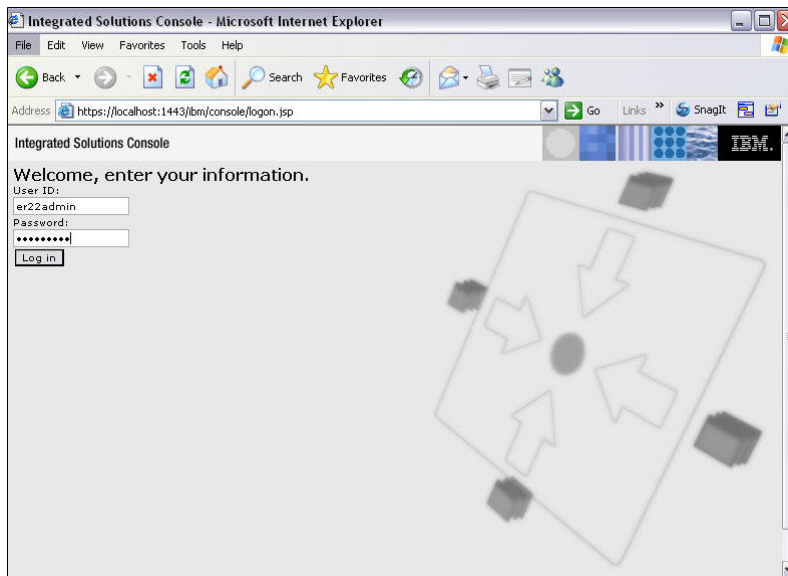 Integrated Solutions Console - Microsoft Internet Explorer
File Edit View Favorites Tools Help
Back Search Favorites
Address https://localhost:1443/ibm/console/logon.jsp Go Links » SnagIt
Integrated Solutions Console IBM.
Welcome, enter your information.
User ID:
er22admin
Password:
•••••••••
Log in